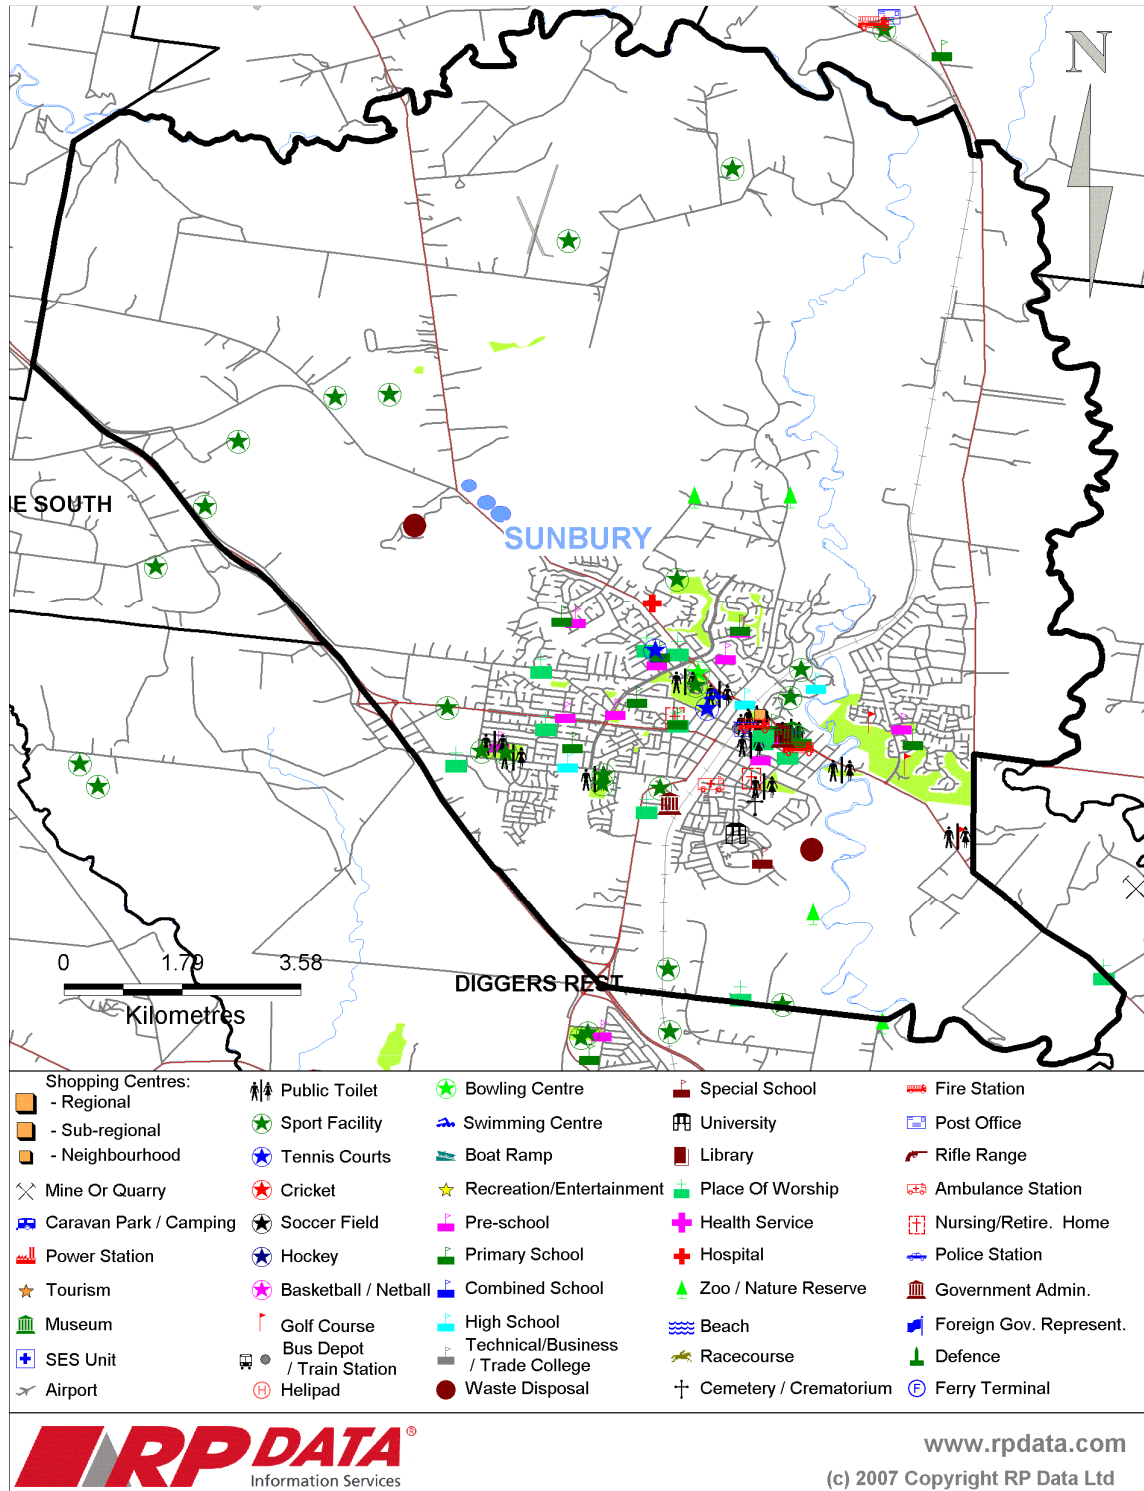 N
E SOUTH
SUNBURY
0 1.79 3.58
Kilometres
DIGGERS REST
Shopping Centres:
- Regional
- Sub-regional
- Neighbourhood
Mine Or Quarry
Caravan Park / Camping
Power Station
Tourism
Museum
SES Unit
Airport
Public Toilet
Sport Facility
Tennis Courts
Cricket
Soccer Field
Hockey
Basketball / Netball
Golf Course
Bus Depot
/ Train Station
H Helipad
Bowling Centre
Swimming Centre
Boat Ramp
Recreation/Entertainment
Pre-school
Primary School
Combined School
High School
Technical/Business
/ Trade College
Waste Disposal
Special School
University
Library
Place Of Worship
Health Service
Hospital
Zoo / Nature Reserve
Beach
Racecourse
Cemetery / Crematorium
Fire Station
Post Office
Rifle Range
Ambulance Station
Nursing/Retire. Home
Police Station
Government Admin.
Foreign Gov. Represent.
Defence
F Ferry Terminal
RP DATA®
Information Services
www.rpdata.com
(c) 2007 Copyright RP Data Ltd